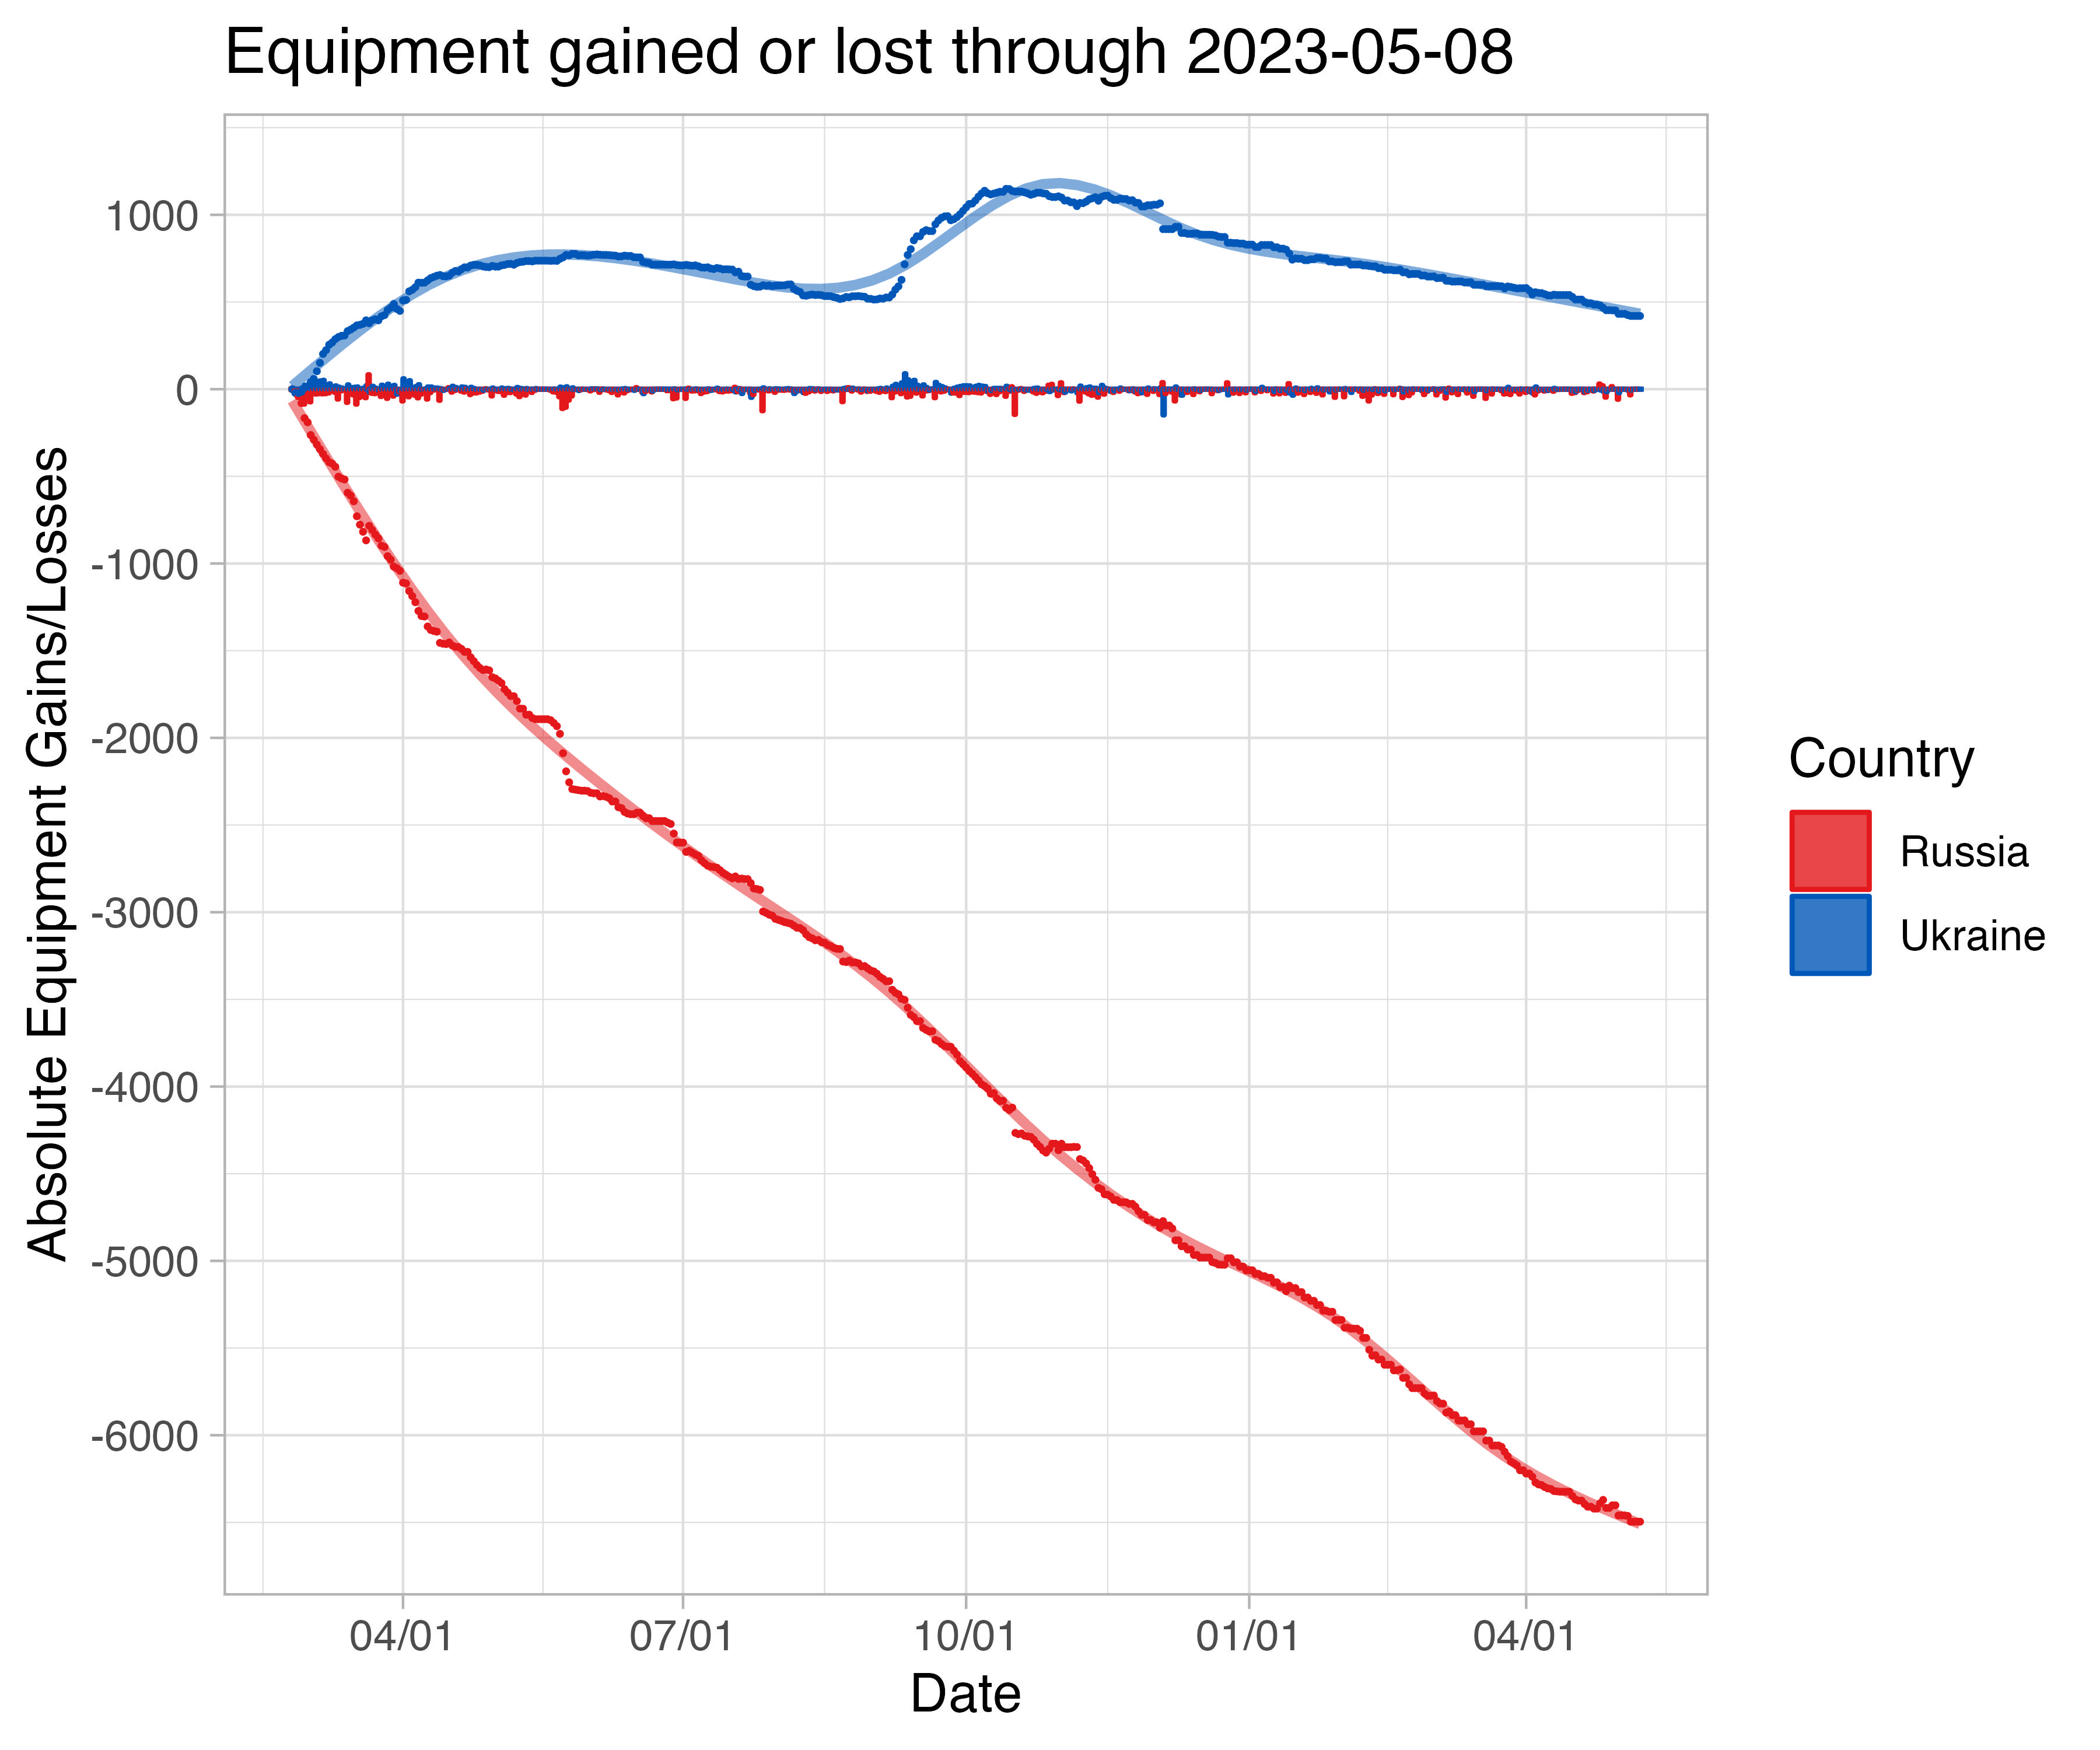 Equipment gained or lost through 2023-05-08
Absolute Equipment Gains/Losses
1000
0
-1000
-2000
-3000
-4000
-5000
-6000
04/01
07/01
10/01
01/01
04/01
Date
Country
Russia
Ukraine